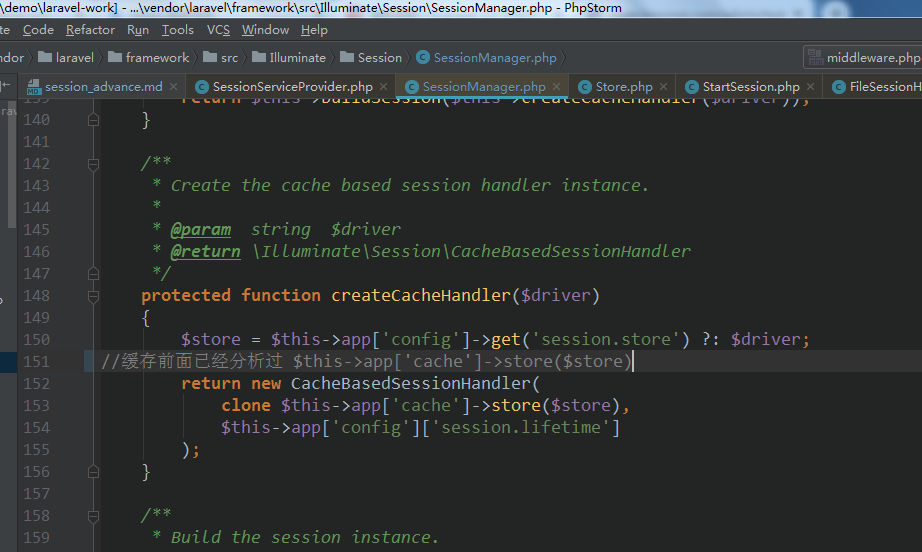 \demo\laravel-work] - ...\vendor\laravel\framework\src\Illuminate\Session\SessionManager.php - PhpStorm
te Code Refactor Run Tools VCS Window Help
ndor laravel framework src Illuminate Session SessionManager.php middleware.php
session_advance.md SessionServiceProvider.php SessionManager.php Store.php StartSession.php FileSessionH
139 return $this->buildSession($this->createCacheHandler($driver));
140 }
141
142 /**
143 * Create the cache based session handler instance.
144 *
145 * @param string $driver
146 * @return \Illuminate\Session\CacheBasedSessionHandler
147 */
148 protected function createCacheHandler($driver)
149 {
150 $store = $this->app['config']->get('session.store') ?: $driver;
151 //缓存前面已经分析过 $this->app['cache']->store($store)
152 return new CacheBasedSessionHandler(
153 clone $this->app['cache']->store($store),
154 $this->app['config']['session.lifetime']
155 );
156 }
157
158 /**
159 * Build the session instance.